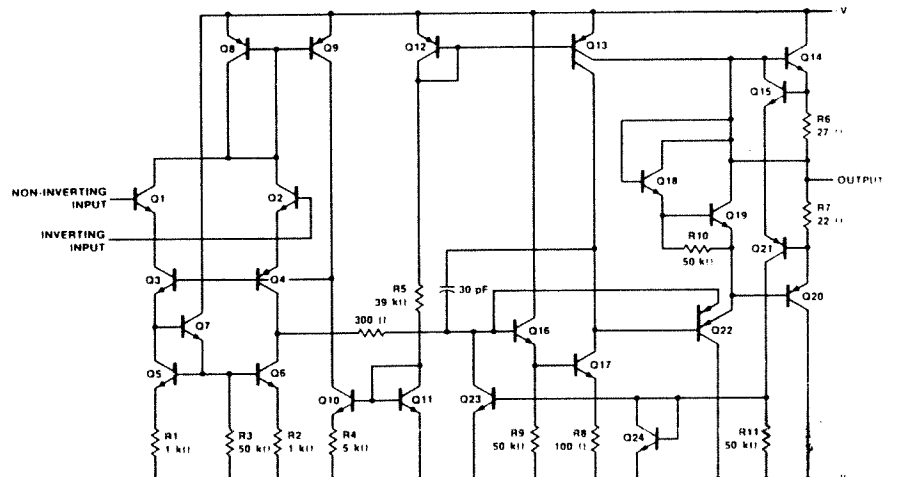 V
Q8
Q9
Q12
Q13
Q14
Q15
R6
27 Ω
NON-INVERTING
INPUT
Q1
Q2
Q18
OUTPUT
INVERTING
INPUT
Q19
R7
22 Ω
R10
50 kΩ
Q21
Q3
Q4
R5
39 kΩ
30 pF
Q20
Q7
300 Ω
Q16
Q22
Q5
Q6
Q17
Q10
Q11
Q23
R1
1 kΩ
R3
50 kΩ
R2
1 kΩ
R4
5 kΩ
R9
50 kΩ
R8
100 Ω
Q24
R11
50 kΩ